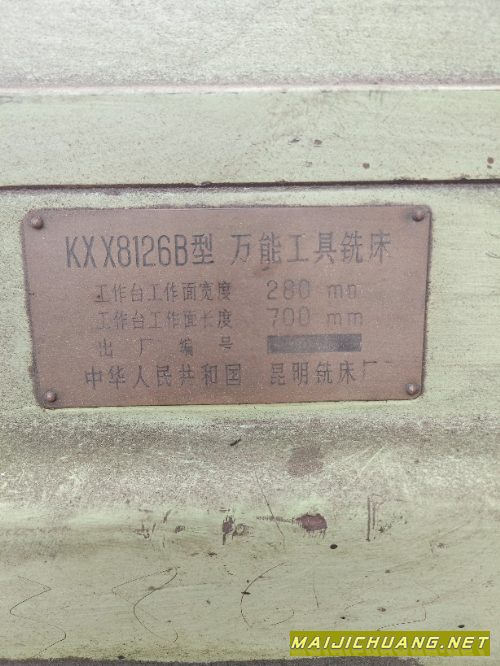 KXX8126B型 万能工具铣床
工作台工作面宽度 280 mm
工作台工作面长度 700 mm
出厂编号
中华人民共和国 昆明铣床厂
MAIJICHUANG.NET